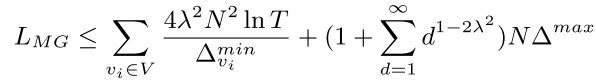 $L_{MG} \leq \sum_{v_i \in V} \frac{4\lambda^2 N^2 \ln T}{\Delta_{v_i}^{min}} + (1 + \sum_{d=1}^{\infty} d^{1-2\lambda^2}) N \Delta^{max}$